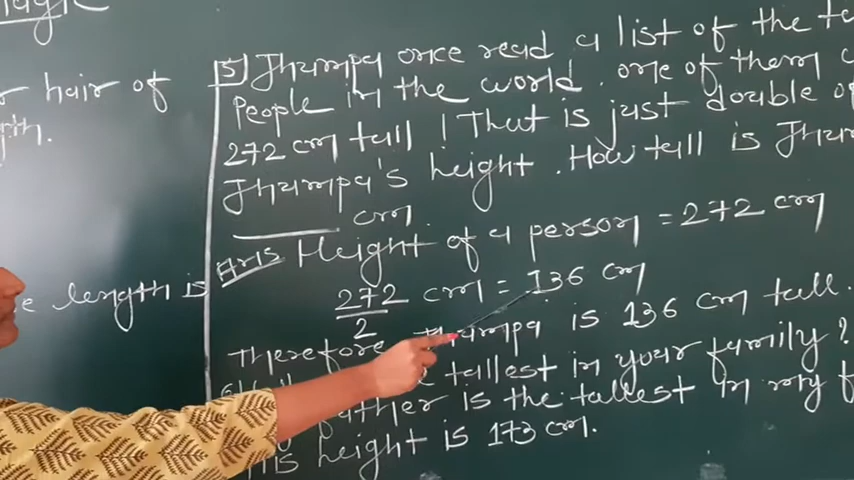 hair of
5) Jhumpa once read a list of the
People in the world. one of them
272 cm tall! That is just double
Jhumpa's height. How tall is
cm
Ans Height of a person = 272 cm
272/2 cm = 136 cm
e length is
Therefore Jhumpa is 136 cm tall.
tallest in your family?
father is the tallest in my
His height is 173 cm.